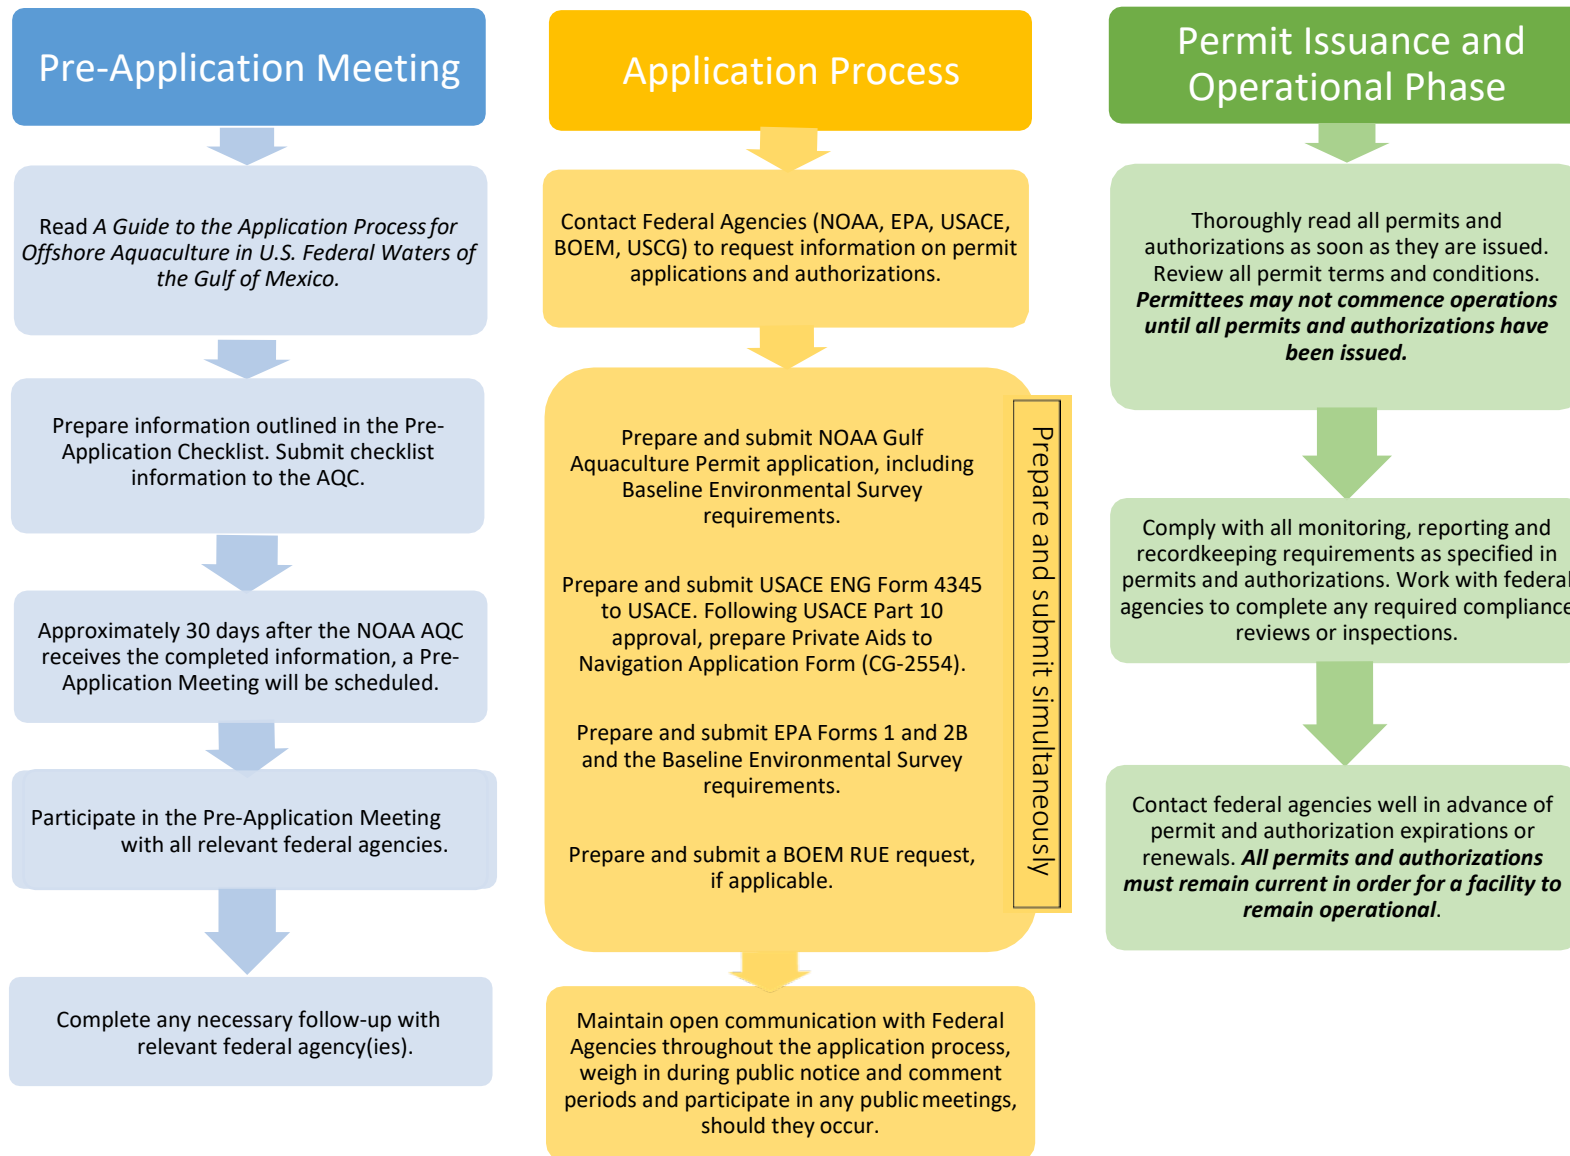 Pre-Application Meeting
Read A Guide to the Application Process for
Offshore Aquaculture in U.S. Federal Waters of
the Gulf of Mexico.
Prepare information outlined in the Pre-
Application Checklist. Submit checklist
information to the AQC.
Approximately 30 days after the NOAA AQC
receives the completed information, a Pre-
Application Meeting will be scheduled.
Participate in the Pre-Application Meeting
with all relevant federal agencies.
Complete any necessary follow-up with
relevant federal agency(ies).
Application Process
Contact Federal Agencies (NOAA, EPA, USACE,
BOEM, USCG) to request information on permit
applications and authorizations.
Prepare and submit NOAA Gulf
Aquaculture Permit application, including
Baseline Environmental Survey
requirements.
Prepare and submit USACE ENG Form 4345
to USACE. Following USACE Part 10
approval, prepare Private Aids to
Navigation Application Form (CG-2554).
Prepare and submit EPA Forms 1 and 2B
and the Baseline Environmental Survey
requirements.
Prepare and submit a BOEM RUE request,
if applicable.
Prepare and submit simultaneously
Maintain open communication with Federal
Agencies throughout the application process,
weigh in during public notice and comment
periods and participate in any public meetings,
should they occur.
Permit Issuance and
Operational Phase
Thoroughly read all permits and
authorizations as soon as they are issued.
Review all permit terms and conditions.
Permittees may not commence operations
until all permits and authorizations have
been issued.
Comply with all monitoring, reporting and
recordkeeping requirements as specified in
permits and authorizations. Work with federal
agencies to complete any required compliance
reviews or inspections.
Contact federal agencies well in advance of
permit and authorization expirations or
renewals. All permits and authorizations
must remain current in order for a facility to
remain operational.